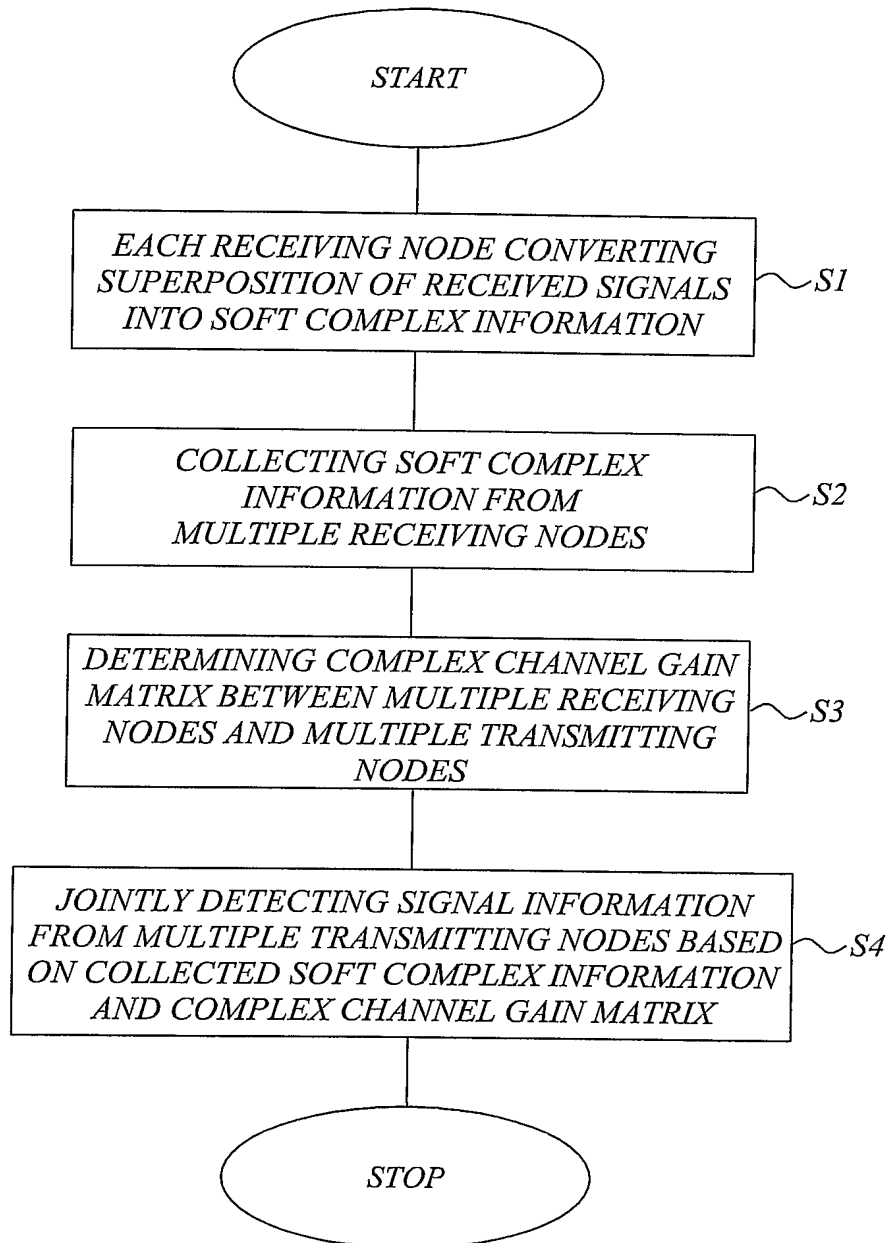 START
EACH RECEIVING NODE CONVERTING
SUPERPOSITION OF RECEIVED SIGNALS
INTO SOFT COMPLEX INFORMATION
S1
COLLECTING SOFT COMPLEX
INFORMATION FROM
MULTIPLE RECEIVING NODES
S2
DETERMINING COMPLEX CHANNEL GAIN
MATRIX BETWEEN MULTIPLE RECEIVING
NODES AND MULTIPLE TRANSMITTING
NODES
S3
JOINTLY DETECTING SIGNAL INFORMATION
FROM MULTIPLE TRANSMITTING NODES BASED
ON COLLECTED SOFT COMPLEX INFORMATION
AND COMPLEX CHANNEL GAIN MATRIX
S4
STOP